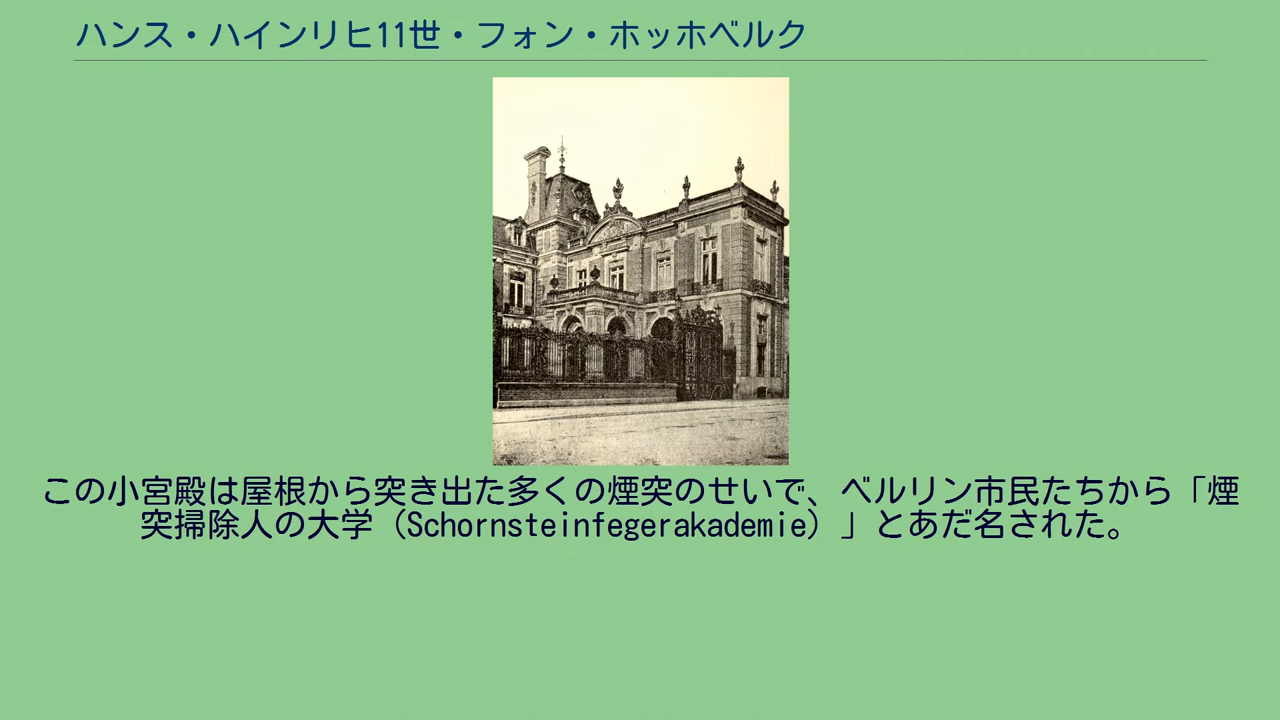 ハンス・ハインリヒ11世・フォン・ホッホベルク
この小宮殿は屋根から突き出た多くの煙突のせいで、ベルリン市民たちから「煙
突掃除人の大学（Schornsteinfegerakademie）」とあだ名された。